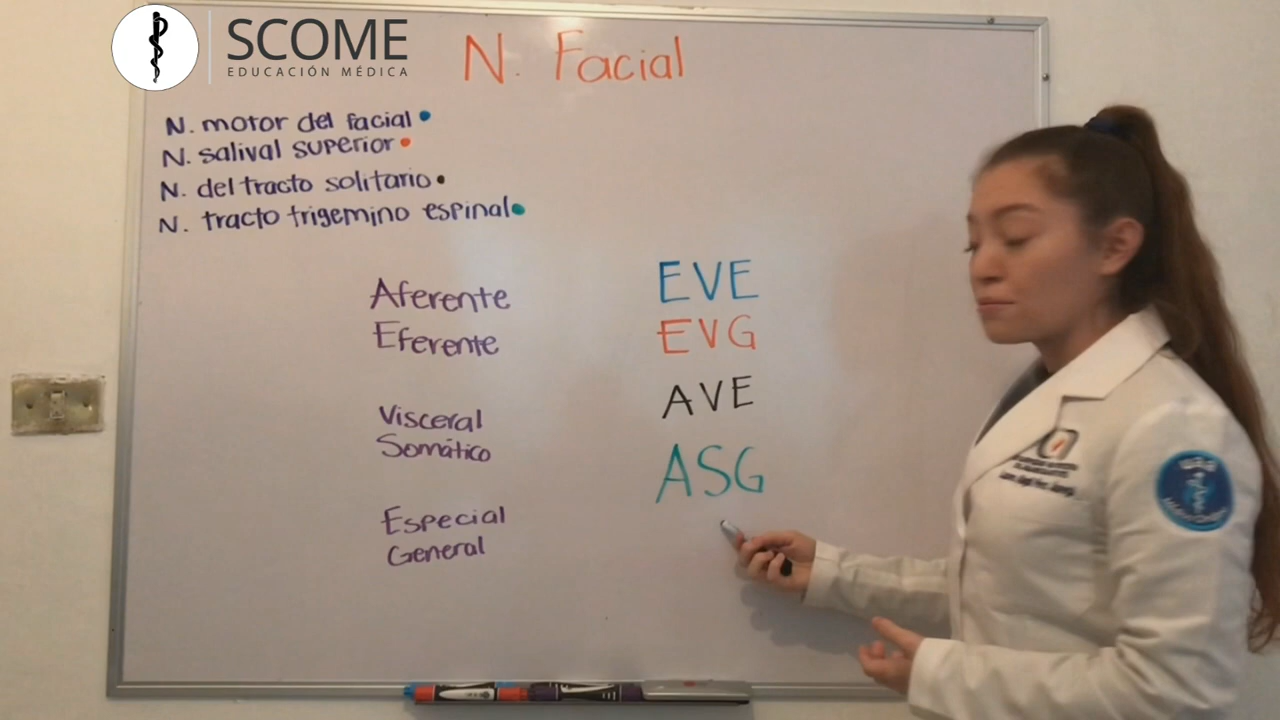 SCOME
EDUCACIÓN MÉDICA
N. Facial
N. motor del facial
N. salival superior
N. del tracto solitario
N. tracto trigemino espinal
Aferente
Eferente
Visceral
Somático
Especial
General
EVE
EVG
AVE
ASG